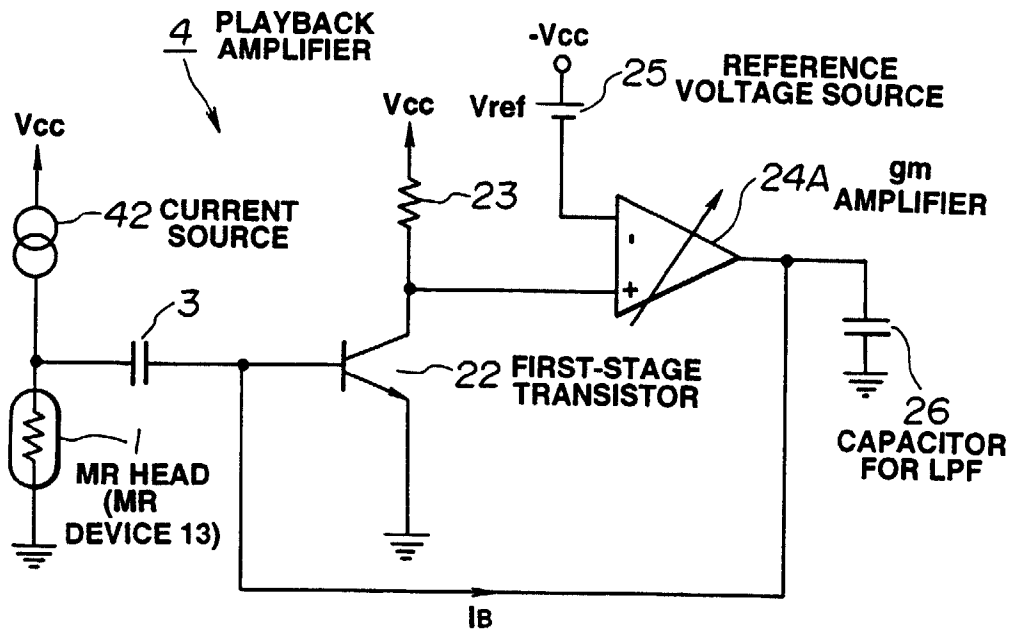 4 PLAYBACK
AMPLIFIER
-Vcc
25
REFERENCE
VOLTAGE SOURCE
Vref
Vcc
Vcc
23
24A
gm
AMPLIFIER
42 CURRENT
SOURCE
-
+
3
22 FIRST-STAGE
TRANSISTOR
1
MR HEAD
(MR
DEVICE 13)
26
CAPACITOR
FOR LPF
IB